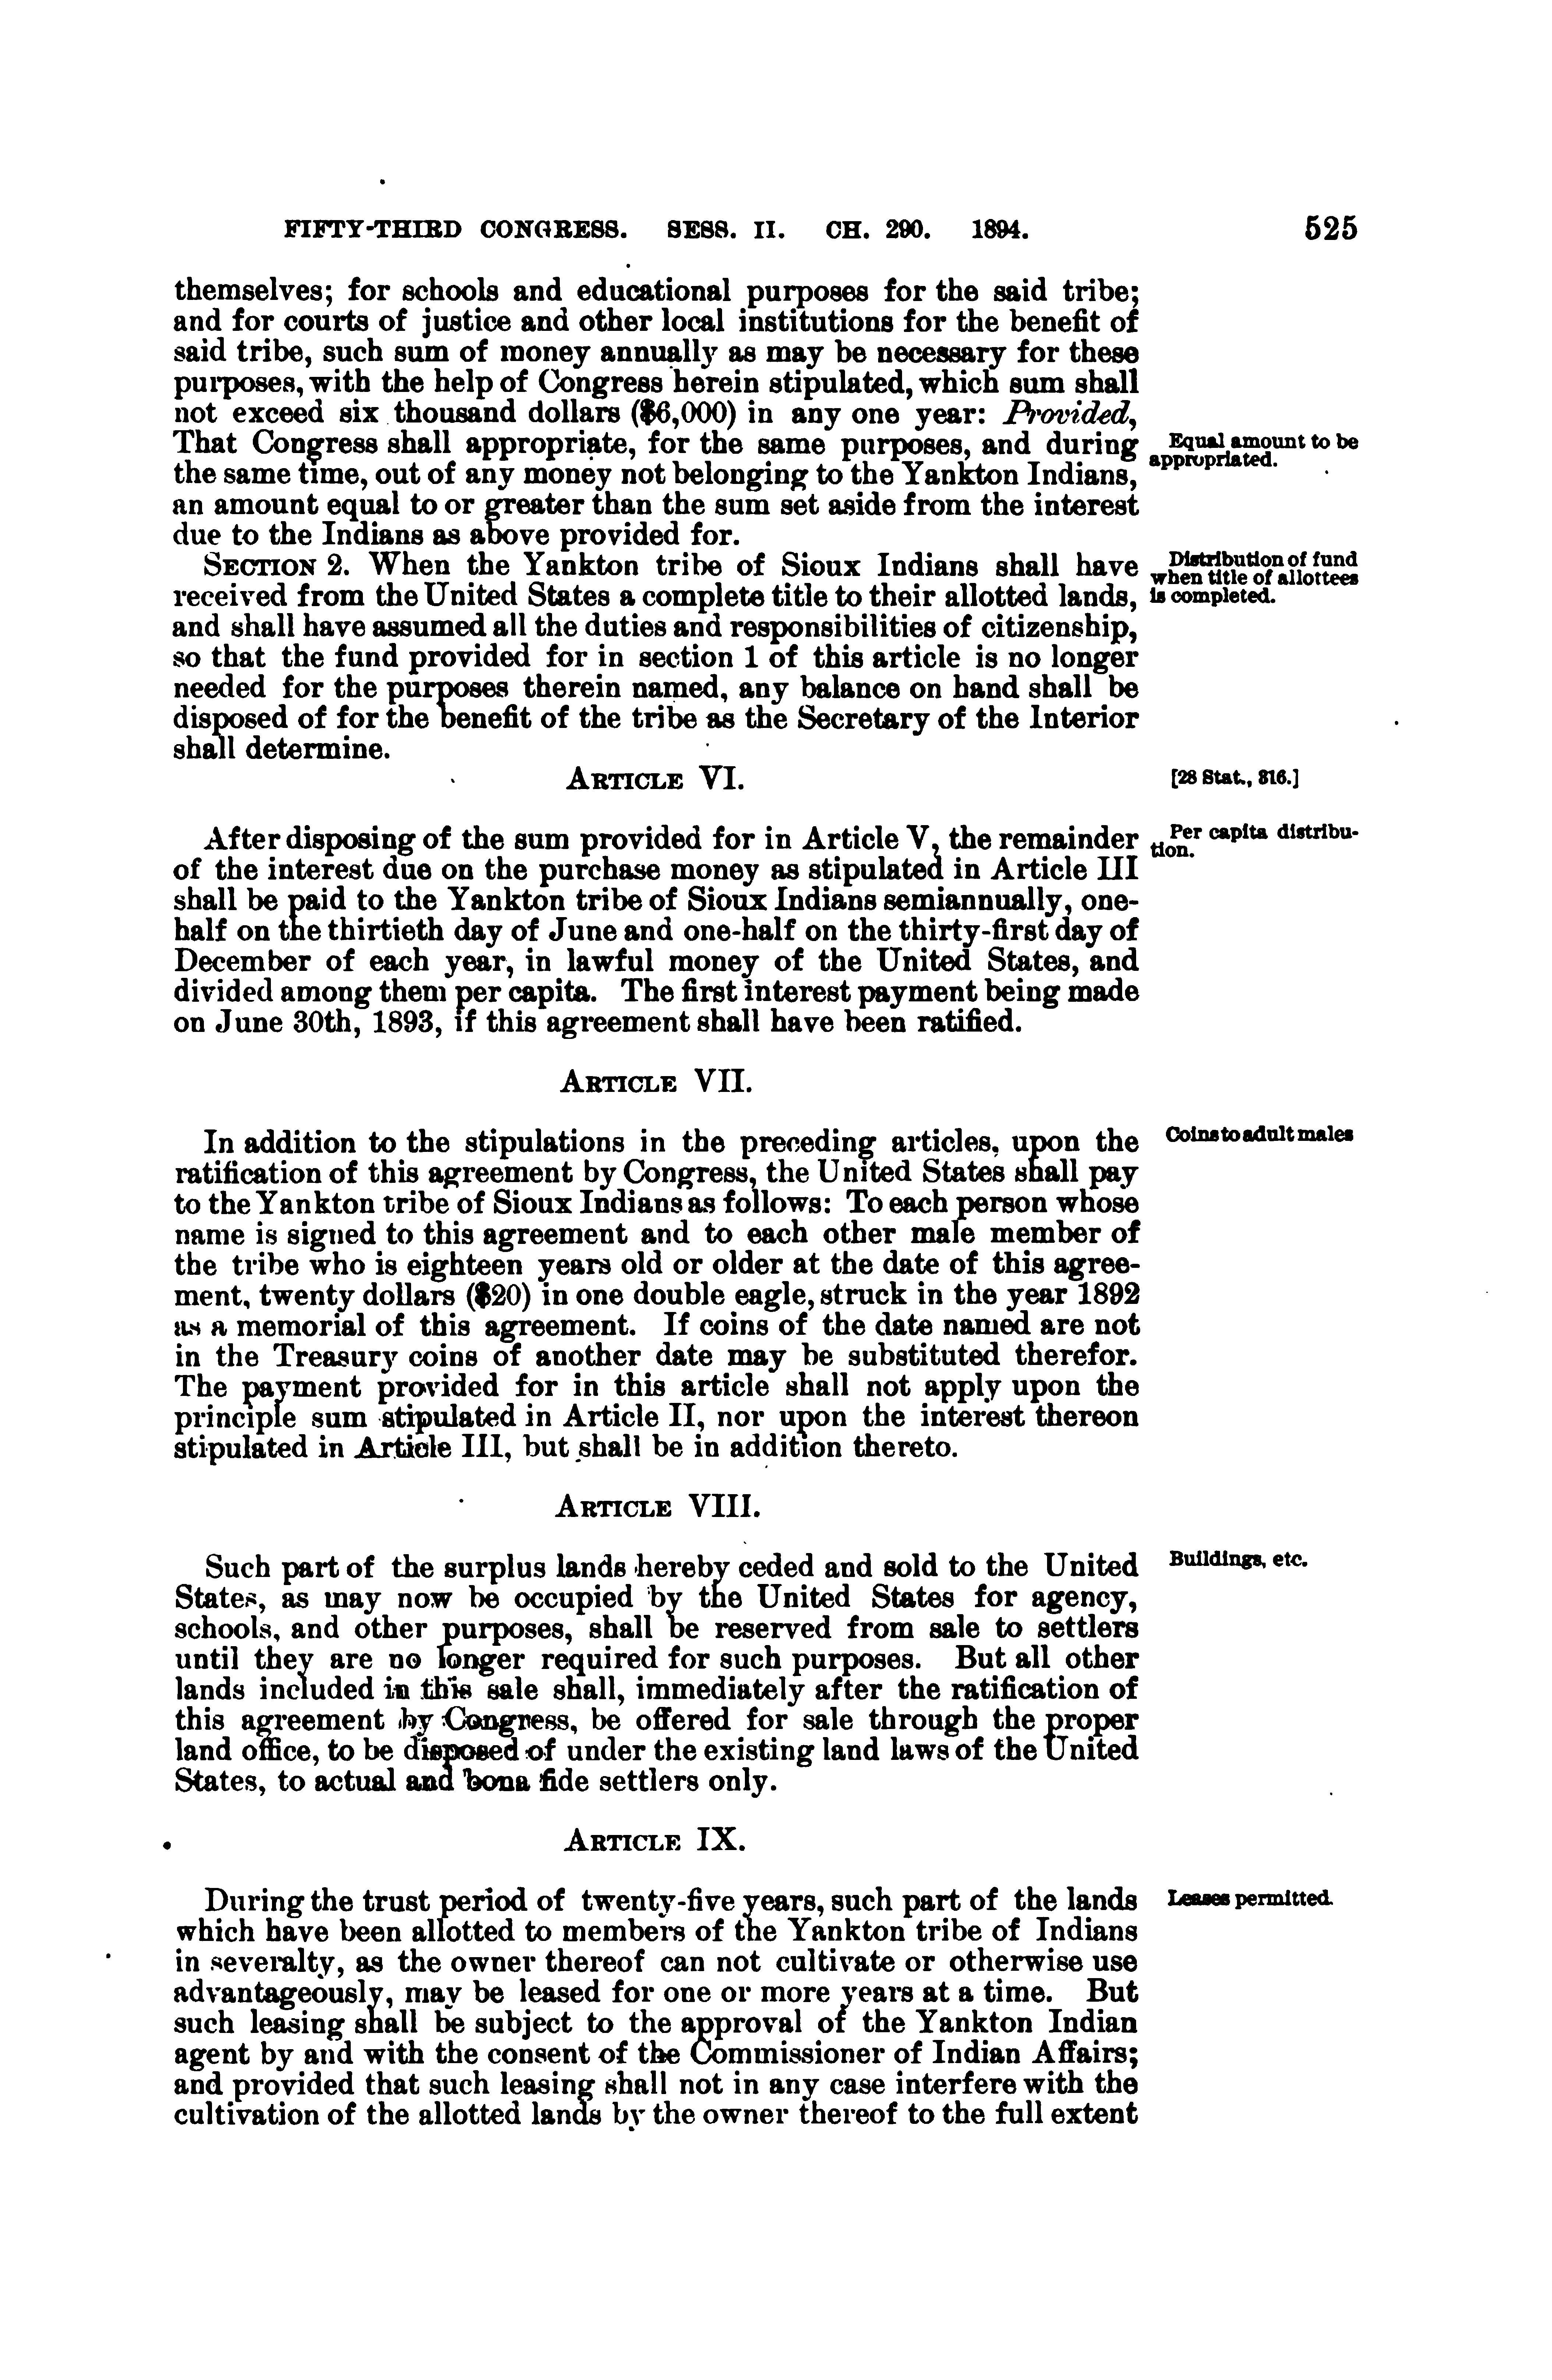 FIFTY-THIRD CONGRESS. SESS. II. CH. 290. 1894. 525
themselves; for schools and educational purposes for the said tribe;
and for courts of justice and other local institutions for the benefit of
said tribe, such sum of money annually as may be necessary for these
purposes, with the help of Congress herein stipulated, which sum shall
not exceed six thousand dollars ($6,000) in any one year: Provided,
That Congress shall appropriate, for the same purposes, and during
the same time, out of any money not belonging to the Yankton Indians,
an amount equal to or greater than the sum set aside from the interest
due to the Indians as above provided for.
Equal amount to be
appropriated.
SECTION 2. When the Yankton tribe of Sioux Indians shall have
received from the United States a complete title to their allotted lands,
and shall have assumed all the duties and responsibilities of citizenship,
so that the fund provided for in section 1 of this article is no longer
needed for the purposes therein named, any balance on hand shall be
disposed of for the benefit of the tribe as the Secretary of the Interior
shall determine.
Distribution of fund
when title of allottees
is completed.
ARTICLE VI.
[28 Stat., 316.]
After disposing of the sum provided for in Article V, the remainder
of the interest due on the purchase money as stipulated in Article III
shall be paid to the Yankton tribe of Sioux Indians semiannually, one-
half on the thirtieth day of June and one-half on the thirty-first day of
December of each year, in lawful money of the United States, and
divided among them per capita. The first interest payment being made
on June 30th, 1893, if this agreement shall have been ratified.
Per capita distribu-
tion.
ARTICLE VII.
In addition to the stipulations in the preceding articles, upon the
ratification of this agreement by Congress, the United States shall pay
to the Yankton tribe of Sioux Indians as follows: To each person whose
name is signed to this agreement and to each other male member of
the tribe who is eighteen years old or older at the date of this agree-
ment, twenty dollars ($20) in one double eagle, struck in the year 1892
as a memorial of this agreement. If coins of the date named are not
in the Treasury coins of another date may be substituted therefor.
The payment provided for in this article shall not apply upon the
principle sum stipulated in Article II, nor upon the interest thereon
stipulated in Article III, but shall be in addition thereto.
Coins to adult males
ARTICLE VIII.
Such part of the surplus lands hereby ceded and sold to the United
States, as may now be occupied by the United States for agency,
schools, and other purposes, shall be reserved from sale to settlers
until they are no longer required for such purposes. But all other
lands included in this sale shall, immediately after the ratification of
this agreement by Congress, be offered for sale through the proper
land office, to be disposed of under the existing land laws of the United
States, to actual and bona fide settlers only.
Buildings, etc.
ARTICLE IX.
During the trust period of twenty-five years, such part of the lands
which have been allotted to members of the Yankton tribe of Indians
in severalty, as the owner thereof can not cultivate or otherwise use
advantageously, may be leased for one or more years at a time. But
such leasing shall be subject to the approval of the Yankton Indian
agent by and with the consent of the Commissioner of Indian Affairs;
and provided that such leasing shall not in any case interfere with the
cultivation of the allotted lands by the owner thereof to the full extent
Leases permitted.